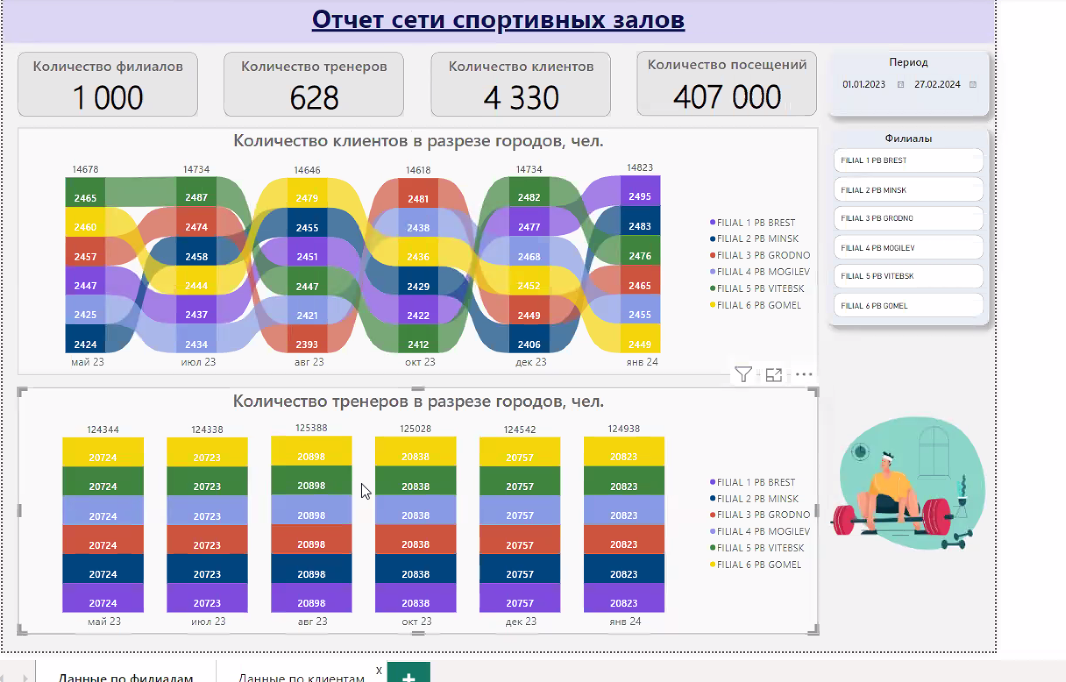 Отчет сети спортивных залов
Количество филиалов
1 000
Количество тренеров
628
Количество клиентов
4 330
Количество посещений
407 000
Период
01.01.2023 27.02.2024
Филиалы
FILIAL 1 PB BREST
FILIAL 2 PB MINSK
FILIAL 3 PB GRODNO
FILIAL 4 PB MOGILEV
FILIAL 5 PB VITEBSK
FILIAL 6 PB GOMEL
Количество клиентов в разрезе городов, чел.
14678 14734 14646 14618 14734 14823
2465 2487 2479 2481 2482 2495
2460 2474 2455 2438 2477 2483
2457 2458 2451 2436 2468 2476
2447 2444 2447 2429 2452 2465
2425 2437 2421 2422 2449 2455
2424 2434 2393 2412 2406 2449
май 23 июл 23 авг 23 окт 23 дек 23 янв 24
FILIAL 1 PB BREST
FILIAL 2 PB MINSK
FILIAL 3 PB GRODNO
FILIAL 4 PB MOGILEV
FILIAL 5 PB VITEBSK
FILIAL 6 PB GOMEL
Количество тренеров в разрезе городов, чел.
124344 124338 125388 125028 124542 124938
20724 20723 20898 20838 20757 20823
20724 20723 20898 20838 20757 20823
20724 20723 20898 20838 20757 20823
20724 20723 20898 20838 20757 20823
20724 20723 20898 20838 20757 20823
20724 20723 20898 20838 20757 20823
май 23 июл 23 авг 23 окт 23 дек 23 янв 24
FILIAL 1 PB BREST
FILIAL 2 PB MINSK
FILIAL 3 PB GRODNO
FILIAL 4 PB MOGILEV
FILIAL 5 PB VITEBSK
FILIAL 6 PB GOMEL
Данные по филиалам Данные по клиентам x +